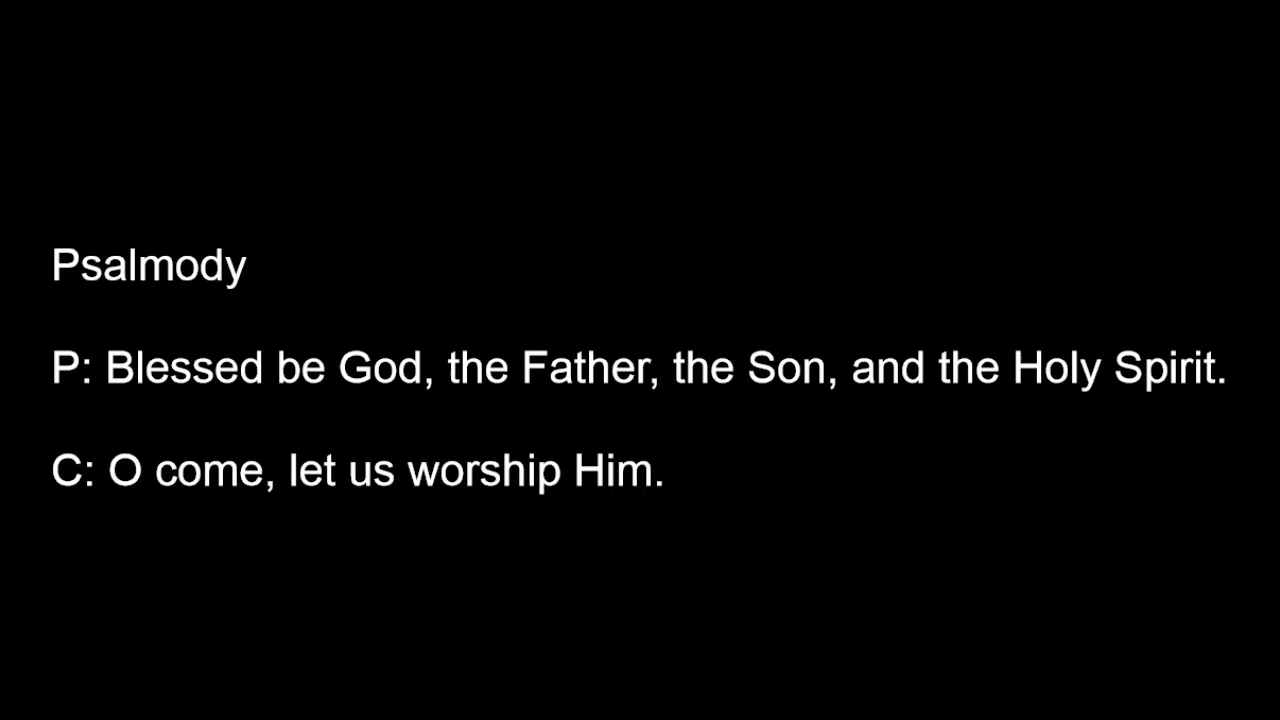 Psalmody
P: Blessed be God, the Father, the Son, and the Holy Spirit.
C: O come, let us worship Him.